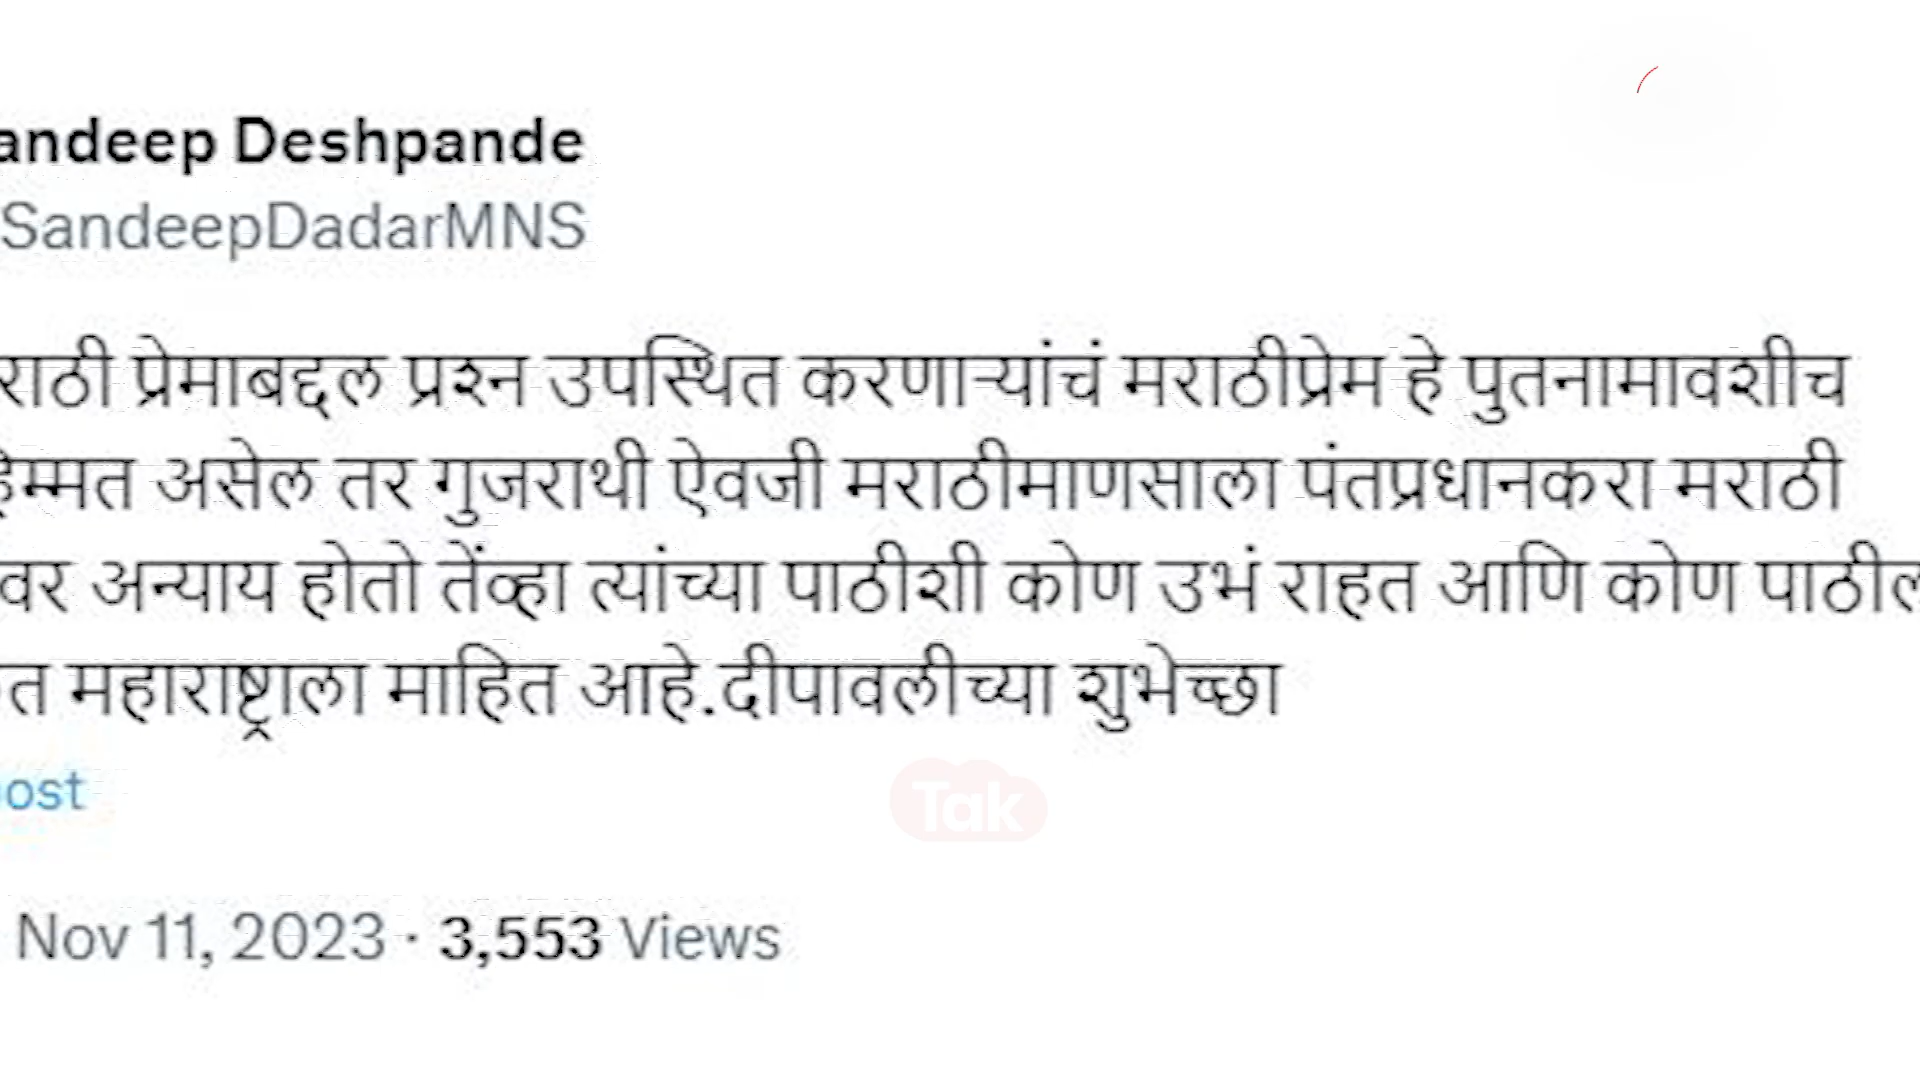 andeep Deshpande
SandeepDadarMNS
राठी प्रेमाबद्दल प्रश्न उपस्थित करणाऱ्यांचं मराठीप्रेम हे पुतनामावशीच
हिम्मत असेल तर गुजराथी ऐवजी मराठीमाणसाला पंतप्रधानकरा मराठी
वर अन्याय होतो तेंव्हा त्यांच्या पाठीशी कोण उभं राहत आणि कोण पाठील
त महाराष्ट्राला माहित आहे.दीपावलीच्या शुभेच्छा
ost
Tak
Nov 11, 2023 · 3,553 Views